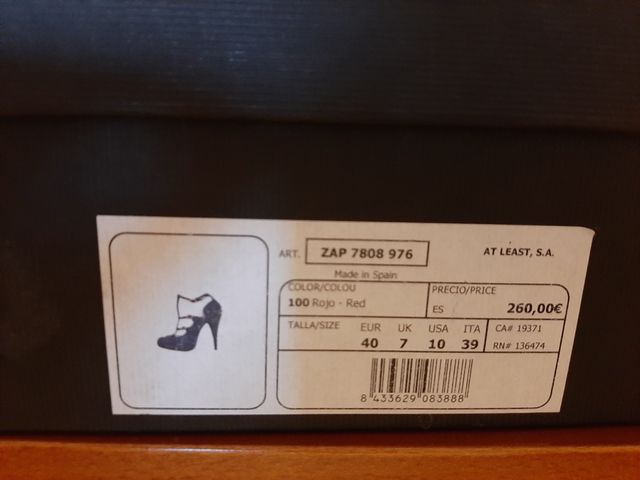 ART. ZAP 7808 976 AT LEAST, S.A.
Made in Spain
COLOR/COLOU PRECIO/PRICE
100 Rojo - Red ES 260,00€
TALLA/SIZE EUR UK USA ITA CA# 19371
40 7 10 39 RN# 136474
8 433629 083888